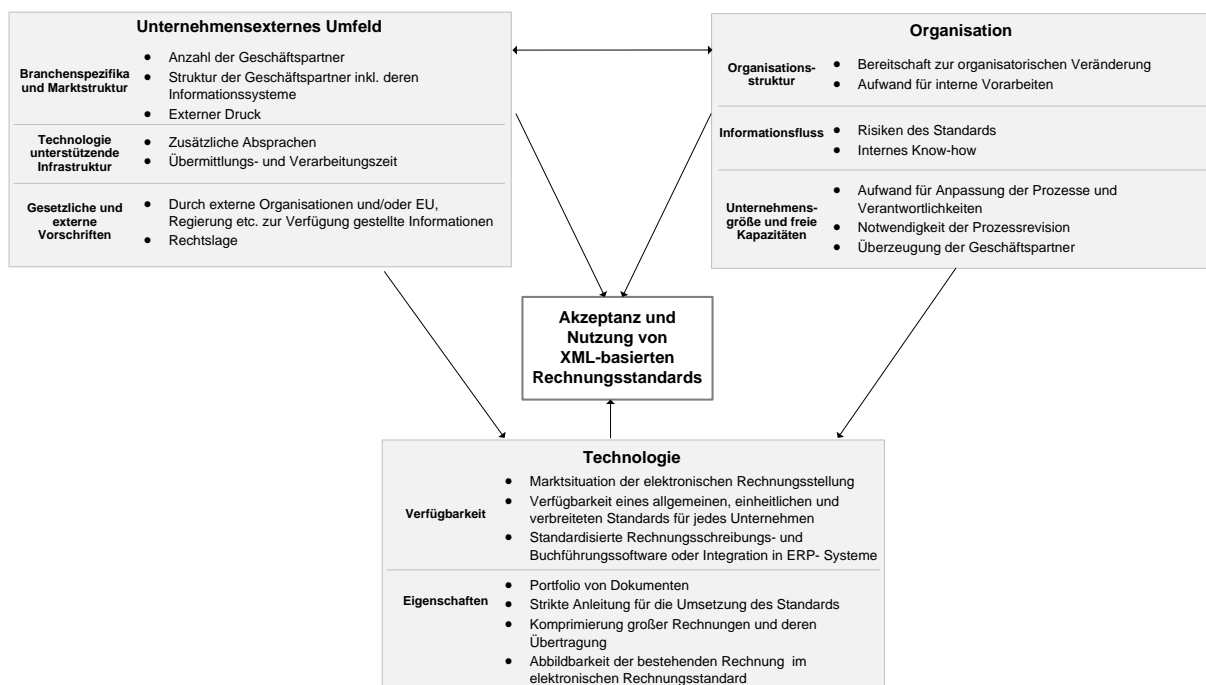 Unternehmensexternes Umfeld
Branchenspezifika
und Marktstruktur
• Anzahl der Geschäftspartner
• Struktur der Geschäftspartner inkl. deren
Informationssysteme
• Externer Druck
Technologie
unterstützende
Infrastruktur
• Zusätzliche Absprachen
• Übermittlungs- und Verarbeitungszeit
Gesetzliche und
externe
Vorschriften
• Durch externe Organisationen und/oder EU,
Regierung etc. zur Verfügung gestellte Informationen
• Rechtslage
Organisation
Organisations-
struktur
• Bereitschaft zur organisatorischen Veränderung
• Aufwand für interne Vorarbeiten
Informationsfluss
• Risiken des Standards
• Internes Know-how
Unternehmens-
größe und freie
Kapazitäten
• Aufwand für Anpassung der Prozesse und
Verantwortlichkeiten
• Notwendigkeit der Prozessrevision
• Überzeugung der Geschäftspartner
Akzeptanz und
Nutzung von
XML-basierten
Rechnungsstandards
Technologie
Verfügbarkeit
• Marktsituation der elektronischen Rechnungsstellung
• Verfügbarkeit eines allgemeinen, einheitlichen und
verbreiteten Standards für jedes Unternehmen
• Standardisierte Rechnungsschreibungs- und
Buchführungssoftware oder Integration in ERP- Systeme
Eigenschaften
• Portfolio von Dokumenten
• Strikte Anleitung für die Umsetzung des Standards
• Komprimierung großer Rechnungen und deren
Übertragung
• Abbildbarkeit der bestehenden Rechnung im
elektronischen Rechnungsstandard